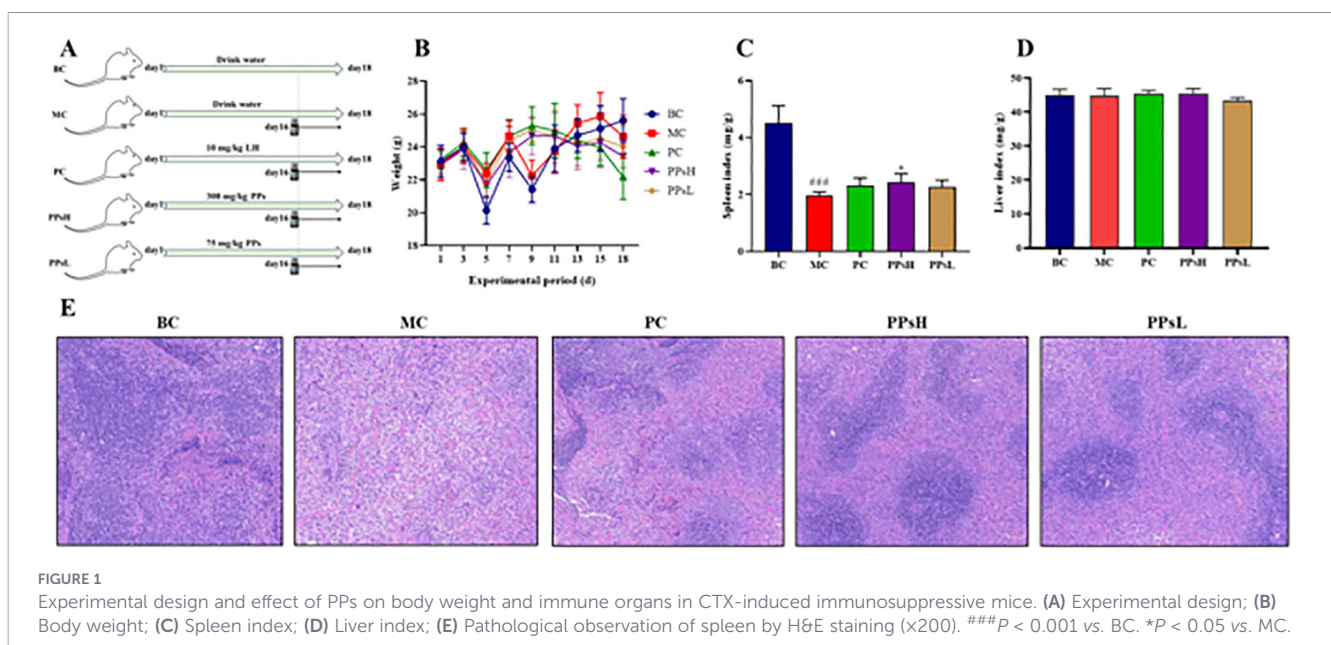 A
BC
day1
Drink water
day18
MC
day1
Drink water
day16
day18
PC
day1
10 mg/kg LH
day16
day18
PPsH
day1
300 mg/kg PPs
day16
day18
PPsL
day1
75 mg/kg PPs
day16
day18
B
Weight (g)
28
26
24
22
20
18
1 3 5 7 9 11 13 15 18
Experimental period (d)
BC
MC
PC
PPsH
PPsL
C
Spleen index (mg/g)
6
4
2
0
###
*
BC MC PC PPsH PPsL
D
Liver index (mg/g)
50
40
30
20
10
0
BC MC PC PPsH PPsL
E
BC MC PC PPsH PPsL
FIGURE 1
Experimental design and effect of PPs on body weight and immune organs in CTX-induced immunosuppressive mice. (A) Experimental design; (B)
Body weight; (C) Spleen index; (D) Liver index; (E) Pathological observation of spleen by H&E staining (×200). ###P < 0.001 vs. BC. *P < 0.05 vs. MC.